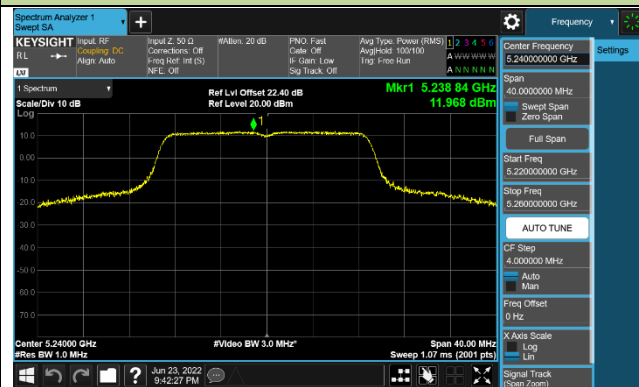 Spectrum Analyzer 1
Swept SA
Frequency
KEYSIGHT
RL
LXI
Input: RF
Coupling: DC
Align: Auto
Input Z: 50 Ω
Corrections: Off
Freq Ref: Int (S)
NFE: Off
#Atten: 20 dB
PNO: Fast
Gate: Off
IF Gain: Low
Sig Track: Off
Avg Type: Power (RMS)
Avg|Hold: 100/100
Trig: Free Run
1 2 3 4 5 6
A W W W W W
A N N N N N
1 Spectrum
Scale/Div 10 dB
Log
Ref Lvl Offset 22.40 dB
Ref Level 20.00 dBm
Mkr1 5.238 84 GHz
11.968 dBm
1
10.0
0.00
10.0
20.0
-30.0
-40.0
-50.0
-60.0
70.0
Center 5.24000 GHz
#Res BW 1.0 MHz
#Video BW 3.0 MHz*
Span 40.00 MHz
Sweep 1.07 ms (2001 pts)
Center Frequency
5.240000000 GHz
Span
40.0000000 MHz
Swept Span
Zero Span
Full Span
Start Freq
5.220000000 GHz
Stop Freq
5.260000000 GHz
AUTO TUNE
CF Step
4.000000 MHz
Auto
Man
Freq Offset
0 Hz
X Axis Scale
Log
Lin
Signal Track
(Span Zoom)
Settings
?
Jun 23, 2022
9:42:27 PM